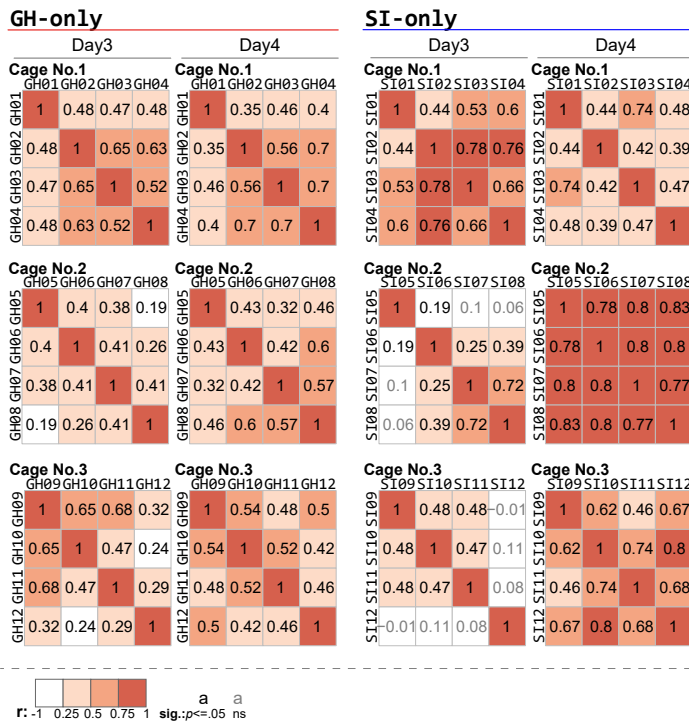 GH-only SI-only
Day3 Day4 Day3 Day4
Cage No.1 Cage No.1 Cage No.1 Cage No.1
GH01 GH02 GH03 GH04 GH01 GH02 GH03 GH04 SI01 SI02 SI03 SI04 SI01 SI02 SI03 SI04
GH01 1 0.48 0.47 0.48 GH01 1 0.35 0.46 0.4 SI01 1 0.44 0.53 0.6 SI01 1 0.44 0.74 0.48
GH02 0.48 1 0.65 0.63 GH02 0.35 1 0.56 0.7 SI02 0.44 1 0.78 0.76 SI02 0.44 1 0.42 0.39
GH03 0.47 0.65 1 0.52 GH03 0.46 0.56 1 0.7 SI03 0.53 0.78 1 0.66 SI03 0.74 0.42 1 0.47
GH04 0.48 0.63 0.52 1 GH04 0.4 0.7 0.7 1 SI04 0.6 0.76 0.66 1 SI04 0.48 0.39 0.47 1
Cage No.2 Cage No.2 Cage No.2 Cage No.2
GH05 GH06 GH07 GH08 GH05 GH06 GH07 GH08 SI05 SI06 SI07 SI08 SI05 SI06 SI07 SI08
GH05 1 0.4 0.38 0.19 GH05 1 0.43 0.32 0.46 SI05 1 0.19 0.1 0.06 SI05 1 0.78 0.8 0.83
GH06 0.4 1 0.41 0.26 GH06 0.43 1 0.42 0.6 SI06 0.19 1 0.25 0.39 SI06 0.78 1 0.8 0.8
GH07 0.38 0.41 1 0.41 GH07 0.32 0.42 1 0.57 SI07 0.1 0.25 1 0.72 SI07 0.8 0.8 1 0.77
GH08 0.19 0.26 0.41 1 GH08 0.46 0.6 0.57 1 SI08 0.06 0.39 0.72 1 SI08 0.83 0.8 0.77 1
Cage No.3 Cage No.3 Cage No.3 Cage No.3
GH09 GH10 GH11 GH12 GH09 GH10 GH11 GH12 SI09 SI10 SI11 SI12 SI09 SI10 SI11 SI12
GH09 1 0.65 0.68 0.32 GH09 1 0.54 0.48 0.5 SI09 1 0.48 0.48 -0.01 SI09 1 0.62 0.46 0.67
GH10 0.65 1 0.47 0.24 GH10 0.54 1 0.52 0.42 SI10 0.48 1 0.47 0.11 SI10 0.62 1 0.74 0.8
GH11 0.68 0.47 1 0.29 GH11 0.48 0.52 1 0.46 SI11 0.48 0.47 1 0.08 SI11 0.46 0.74 1 0.68
GH12 0.32 0.24 0.29 1 GH12 0.5 0.42 0.46 1 SI12 -0.01 0.11 0.08 1 SI12 0.67 0.8 0.68 1
a a
r: -1 0.25 0.5 0.75 1 sig.:p<=.05 ns